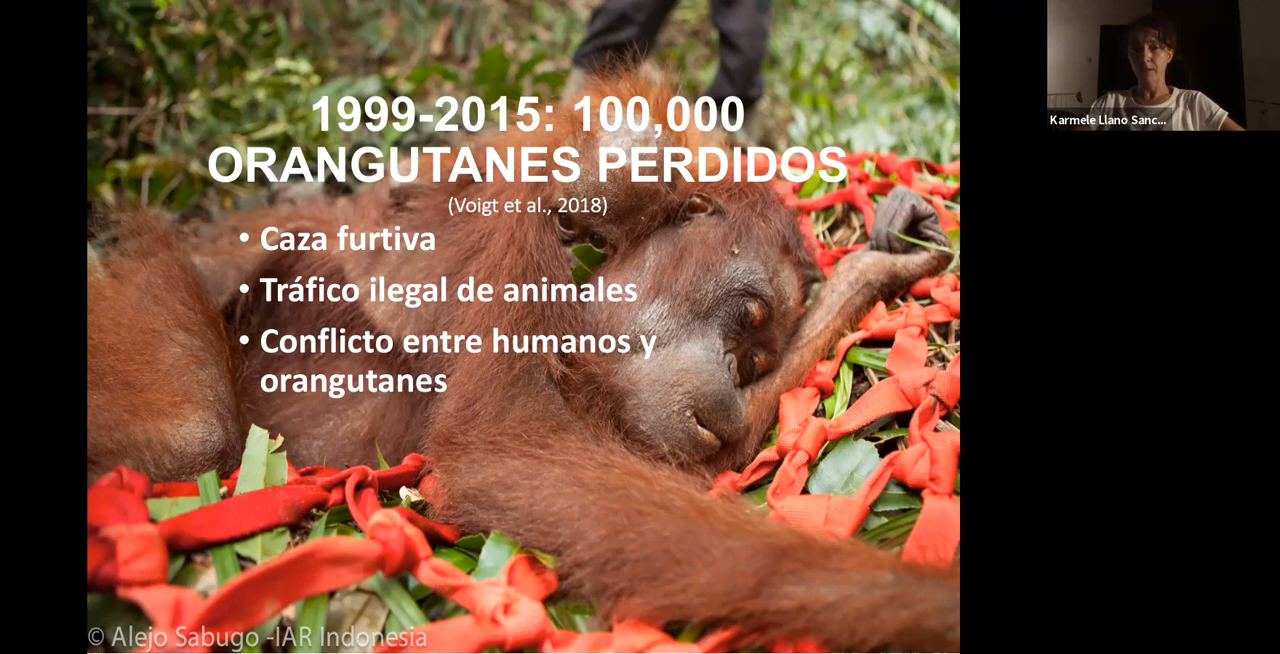 1999-2015: 100,000
ORANGUTANES PERDIDOS
(Voigt et al., 2018)
• Caza furtiva
• Tráfico ilegal de animales
• Conflicto entre humanos y
orangutanes
© Alejo Sabugo -IAR Indonesia
Karmele Llano Sanc...